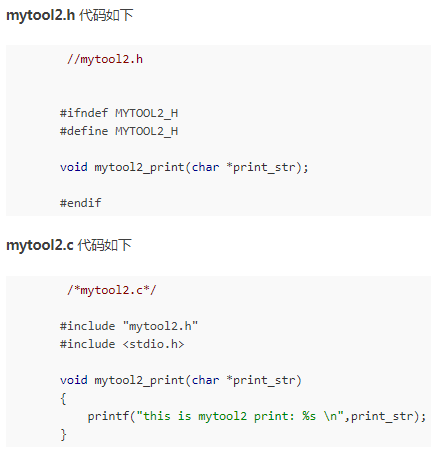 mytool2.h 代码如下
//mytool2.h
#ifndef MYTOOL2_H
#define MYTOOL2_H
void mytool2_print(char *print_str);
#endif
mytool2.c 代码如下
/*mytool2.c*/
#include "mytool2.h"
#include <stdio.h>
void mytool2_print(char *print_str)
{
printf("this is mytool2 print: %s \n",print_str);
}